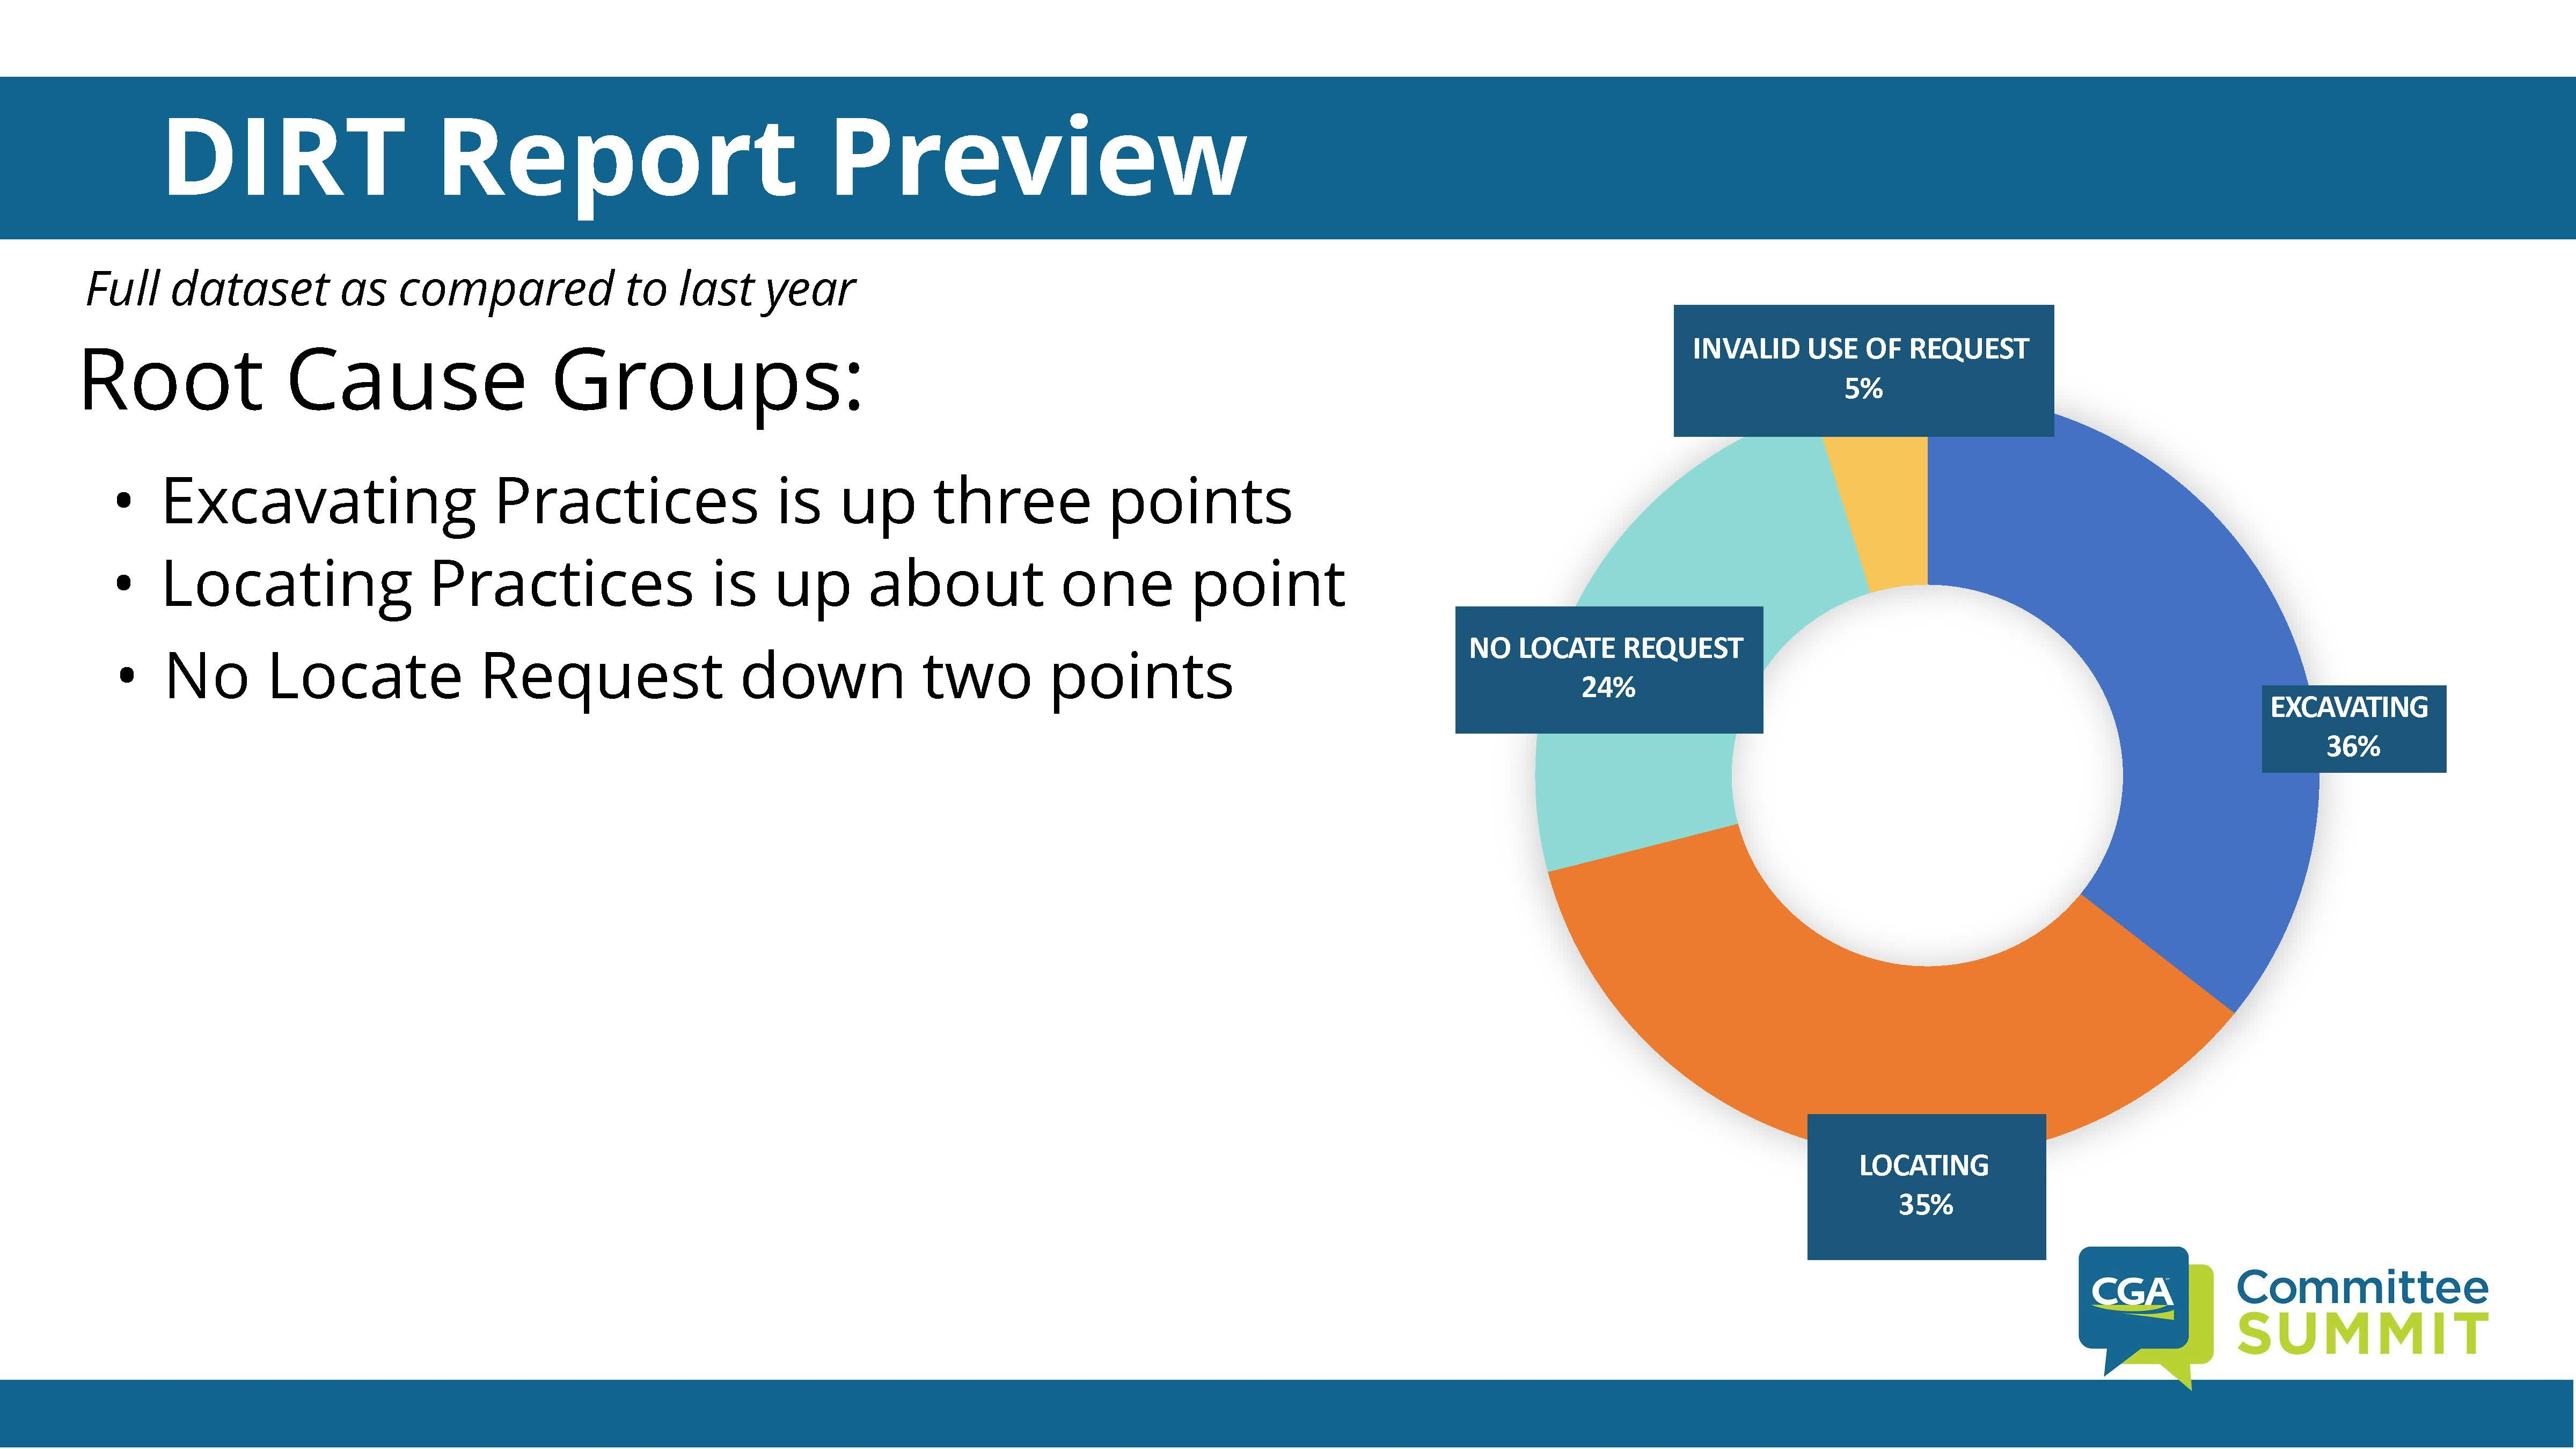 DIRT Report Preview
Full dataset as compared to last year
Root Cause Groups:
• Excavating Practices is up three points
• Locating Practices is up about one point
• No Locate Request down two points
INVALID USE OF REQUEST
5%
NO LOCATE REQUEST
24%
EXCAVATING
36%
LOCATING
35%
CGA
Committee
SUMMIT